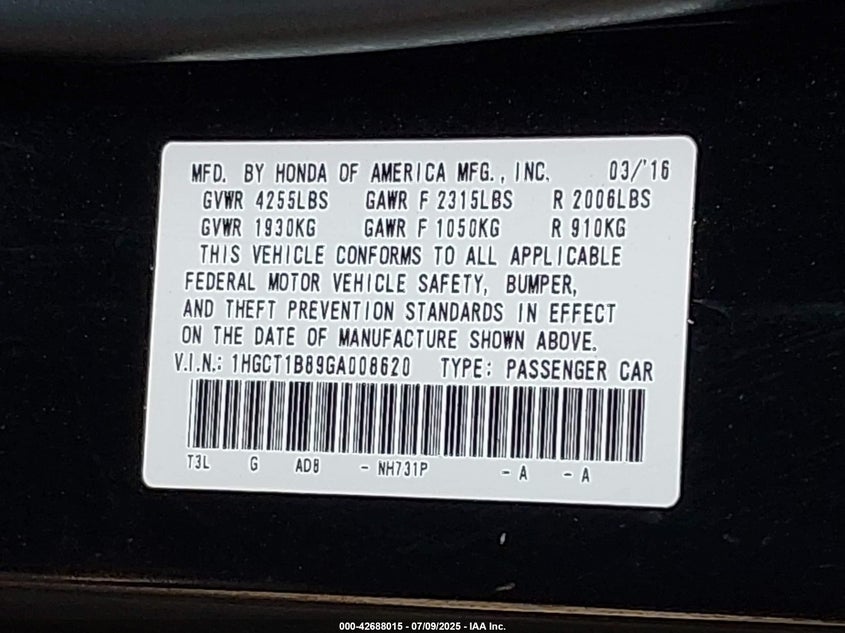 MFD. BY HONDA OF AMERICA MFG., INC. 03/'16
GVWR 4255LBS GAWR F 2315LBS R 2006LBS
GVWR 1930KG GAWR F 1050KG R 910KG
THIS VEHICLE CONFORMS TO ALL APPLICABLE
FEDERAL MOTOR VEHICLE SAFETY, BUMPER,
AND THEFT PREVENTION STANDARDS IN EFFECT
ON THE DATE OF MANUFACTURE SHOWN ABOVE.
V.I.N.: 1HGCT1B89GA008620 TYPE: PASSENGER CAR
T3L G AD8 - NH731P - A - A
000-42688015 - 07/09/2025 - IAA Inc.